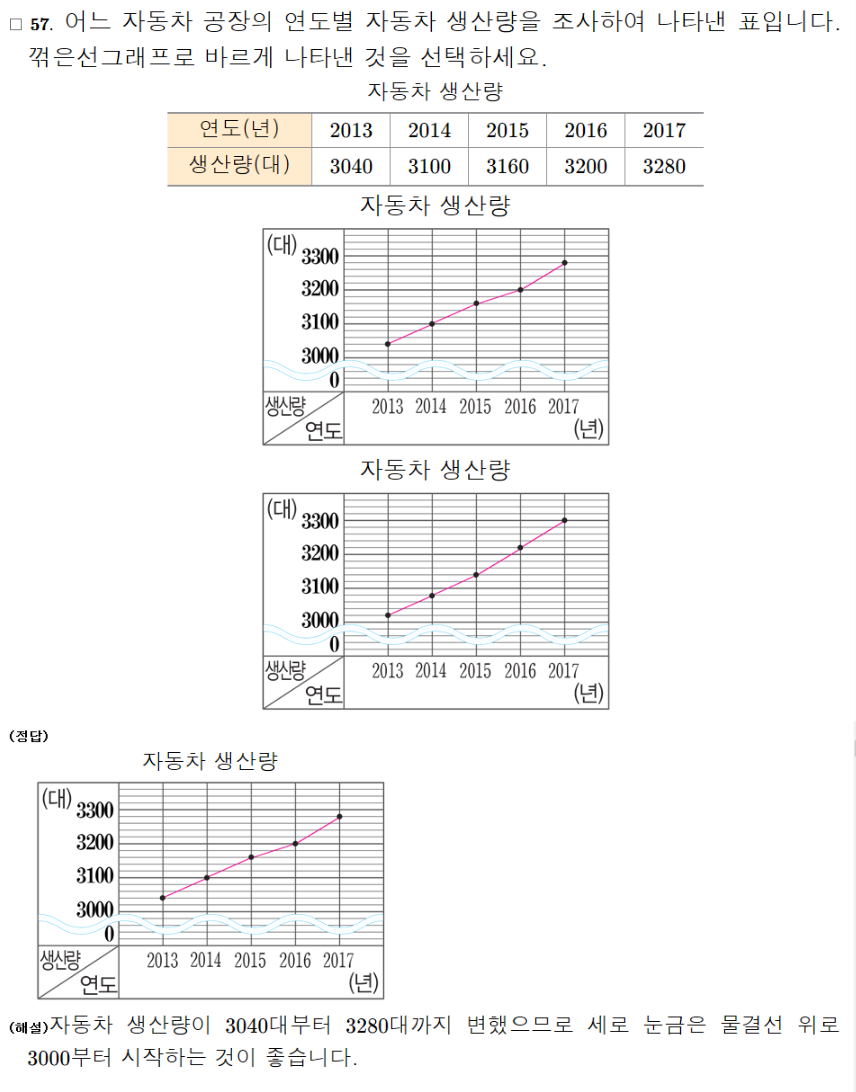 □ 57. 어느 자동차 공장의 연도별 자동차 생산량을 조사하여 나타낸 표입니다.
꺾은선그래프로 바르게 나타낸 것을 선택하세요.
자동차 생산량
연도(년) 2013 2014 2015 2016 2017
생산량(대) 3040 3100 3160 3200 3280
자동차 생산량
(대)
3300
3200
3100
3000
0
생산량
연도
2013 2014 2015 2016 2017
(년)
자동차 생산량
(대)
3300
3200
3100
3000
0
생산량
연도
2013 2014 2015 2016 2017
(년)
(정답)
자동차 생산량
(대)
3300
3200
3100
3000
0
생산량
연도
2013 2014 2015 2016 2017
(년)
(해설)자동차 생산량이 3040대부터 3280대까지 변했으므로 세로 눈금은 물결선 위로
3000부터 시작하는 것이 좋습니다.